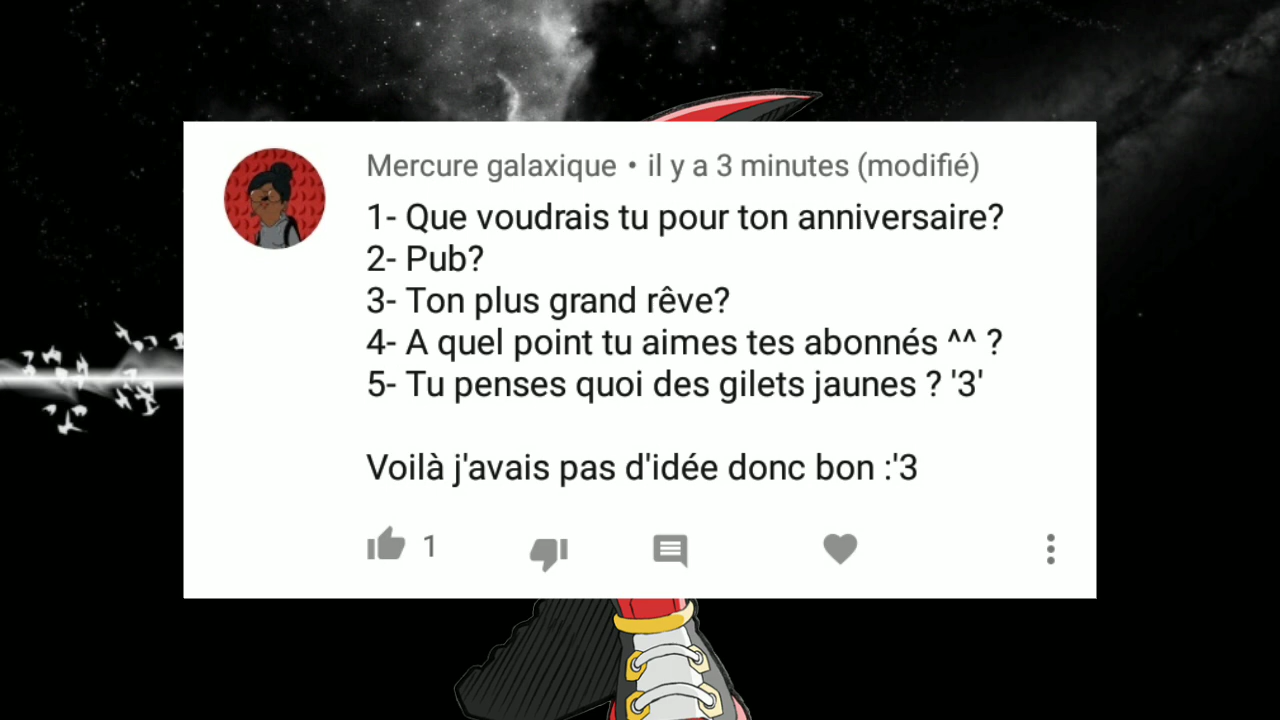 Mercure galaxique • il y a 3 minutes (modifié)
1- Que voudrais tu pour ton anniversaire?
2- Pub?
3- Ton plus grand rêve?
4- A quel point tu aimes tes abonnés ^^ ?
5- Tu penses quoi des gilets jaunes ? '3'
Voilà j'avais pas d'idée donc bon :'3
1